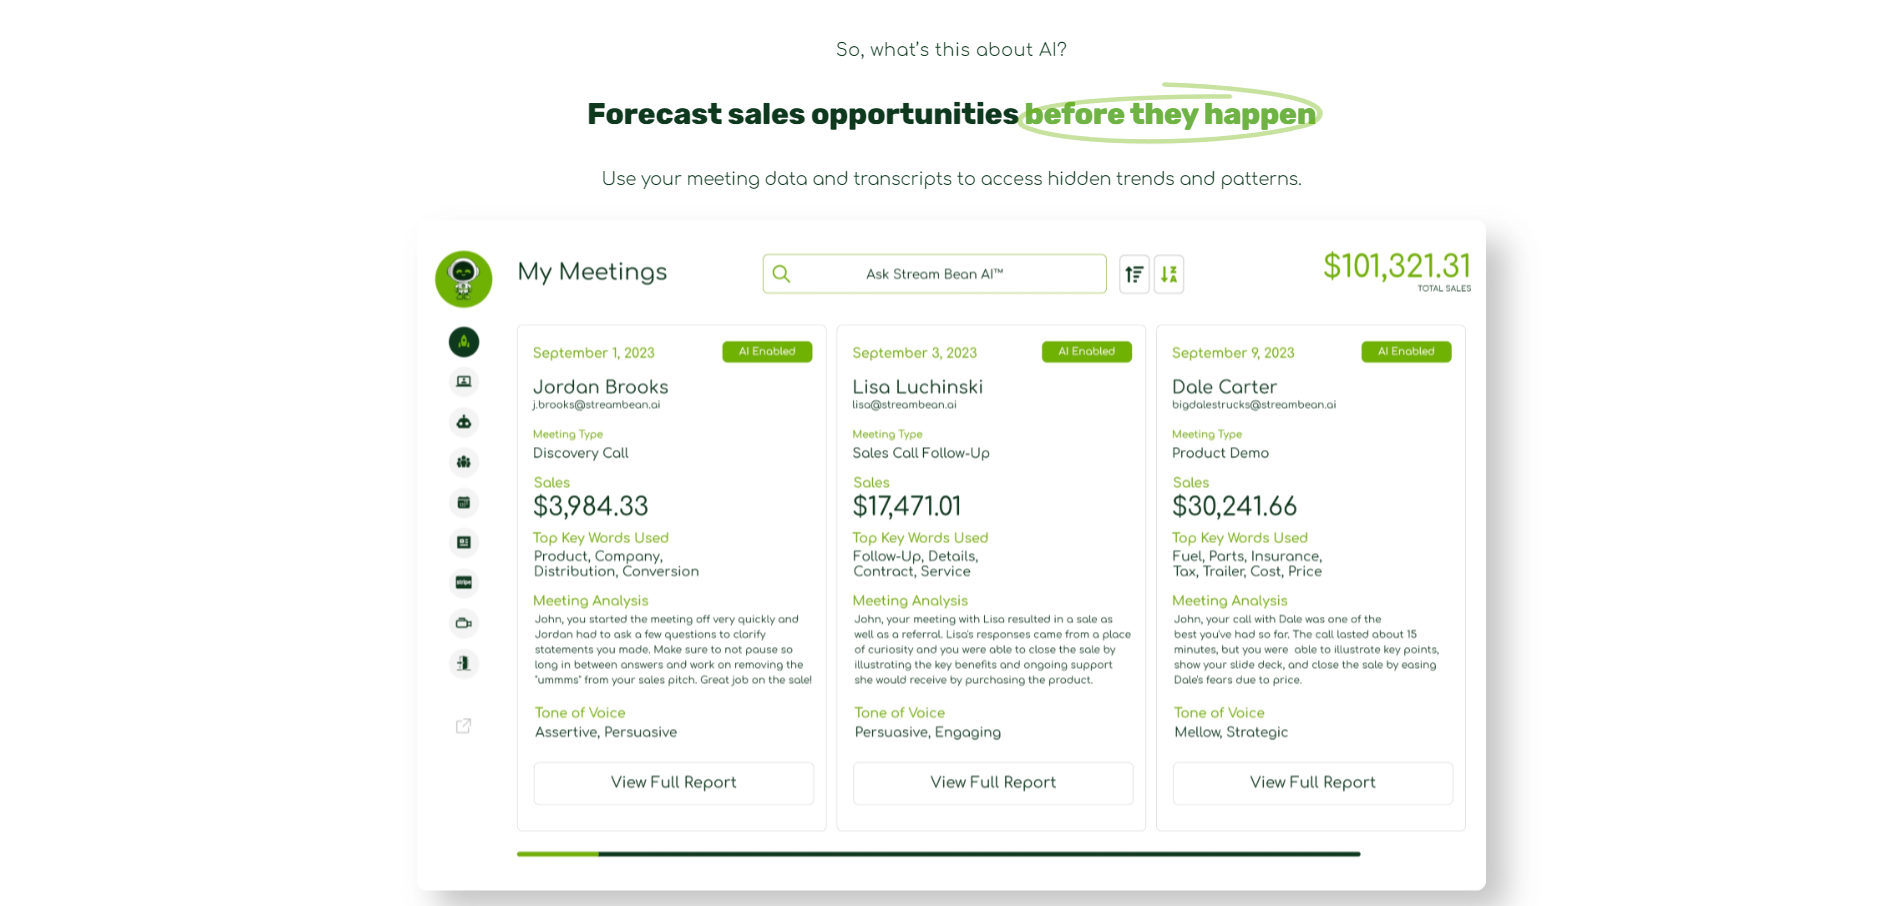 So, what's this about AI?
Forecast sales opportunities before they happen
Use your meeting data and transcripts to access hidden trends and patterns.
My Meetings
Ask Stream Bean AI™
Z
A
$101,321.31
TOTAL SALES
September 1, 2023
AI Enabled
Jordan Brooks
j.brooks@streambean.ai
Meeting Type
Discovery Call
Sales
$3,984.33
Top Key Words Used
Product, Company,
Distribution, Conversion
Meeting Analysis
John, you started the meeting off very quickly and
Jordan had to ask a few questions to clarify
statements you made. Make sure to not pause so
long in between answers and work on removing the
"ummms" from your sales pitch. Great job on the sale!
Tone of Voice
Assertive, Persuasive
View Full Report
September 3, 2023
AI Enabled
Lisa Luchinski
lisa@streambean.ai
Meeting Type
Sales Call Follow-Up
Sales
$17,471.01
Top Key Words Used
Follow-Up, Details,
Contract, Service
Meeting Analysis
John, your meeting with Lisa resulted in a sale as
well as a referral. Lisa's responses came from a place
of curiosity and you were able to close the sale by
illustrating the key benefits and ongoing support
she would receive by purchasing the product.
Tone of Voice
Persuasive, Engaging
View Full Report
September 9, 2023
AI Enabled
Dale Carter
bigdalestrucks@streambean.ai
Meeting Type
Product Demo
Sales
$30,241.66
Top Key Words Used
Fuel, Parts, Insurance,
Tax, Trailer, Cost, Price
Meeting Analysis
John, your call with Dale was one of the
best you've had so far. The call lasted about 15
minutes, but you were able to illustrate key points,
show your slide deck, and close the sale by easing
Dale's fears due to price.
Tone of Voice
Mellow, Strategic
View Full Report
stripe